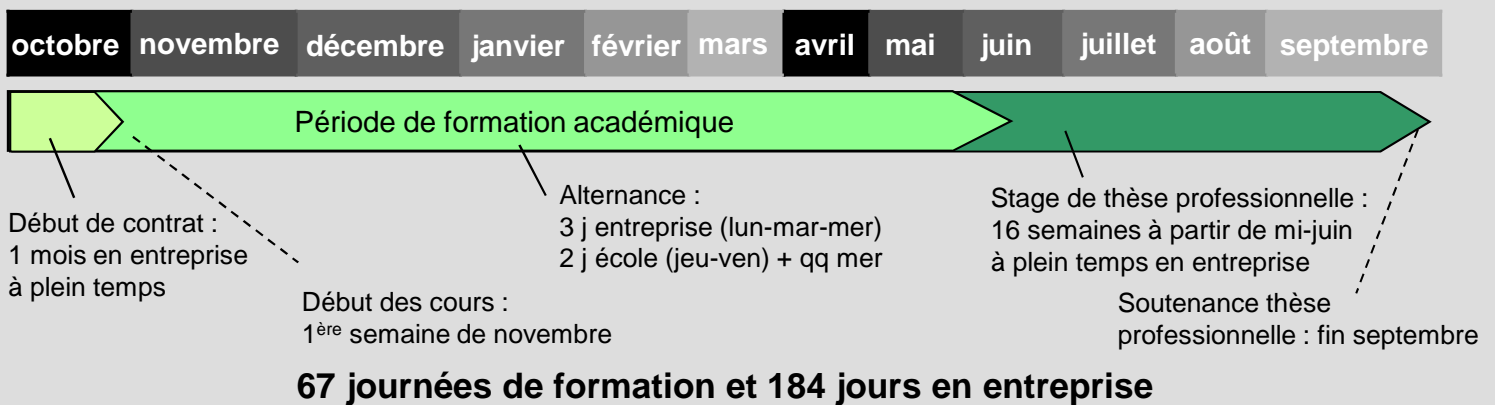 octobre novembre décembre janvier février mars avril mai juin juillet août septembre
Période de formation académique
Début de contrat :
1 mois en entreprise
à plein temps
Début des cours :
1ère semaine de novembre
Alternance :
3 j entreprise (lun-mar-mer)
2 j école (jeu-ven) + qq mer
Stage de thèse professionnelle :
16 semaines à partir de mi-juin
à plein temps en entreprise
Soutenance thèse
professionnelle : fin septembre
67 journées de formation et 184 jours en entreprise